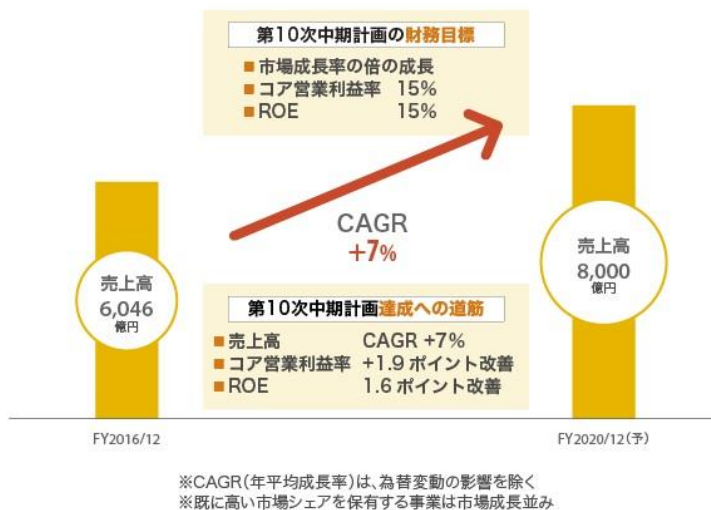 第10次中期計画の財務目標
■市場成長率の倍の成長
■コア営業利益率 15%
■ROE 15%
CAGR
+7%
売上高
6,046
億円
売上高
8,000
億円
第10次中期計画達成への道筋
■売上高 CAGR +7%
■コア営業利益率 +1.9 ポイント改善
■ROE 1.6 ポイント改善
FY2016/12
FY2020/12(予)
※CAGR(年平均成長率)は、為替変動の影響を除く
※既に高い市場シェアを保有する事業は市場成長並み